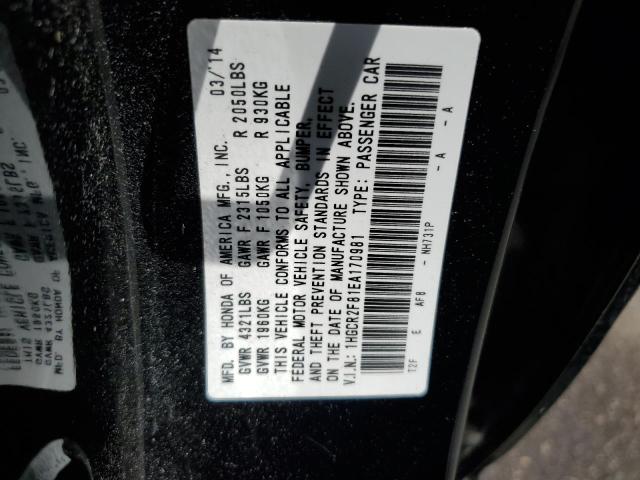 MFD. BY HONDA OF AMERICA MFG., INC. 03/'14
GVWR 4321LBS GAWR F 2315LBS R 2050LBS
GVWR 1960KG GAWR F 1050KG R 930KG
THIS VEHICLE CONFORMS TO ALL APPLICABLE
FEDERAL MOTOR VEHICLE SAFETY, BUMPER,
AND THEFT PREVENTION STANDARDS IN EFFECT
ON THE DATE OF MANUFACTURE SHOWN ABOVE.
V.I.N.: 1HGCR2F81EA170981 TYPE: PASSENGER CAR
T2F E AF8 - NH731P - A - A